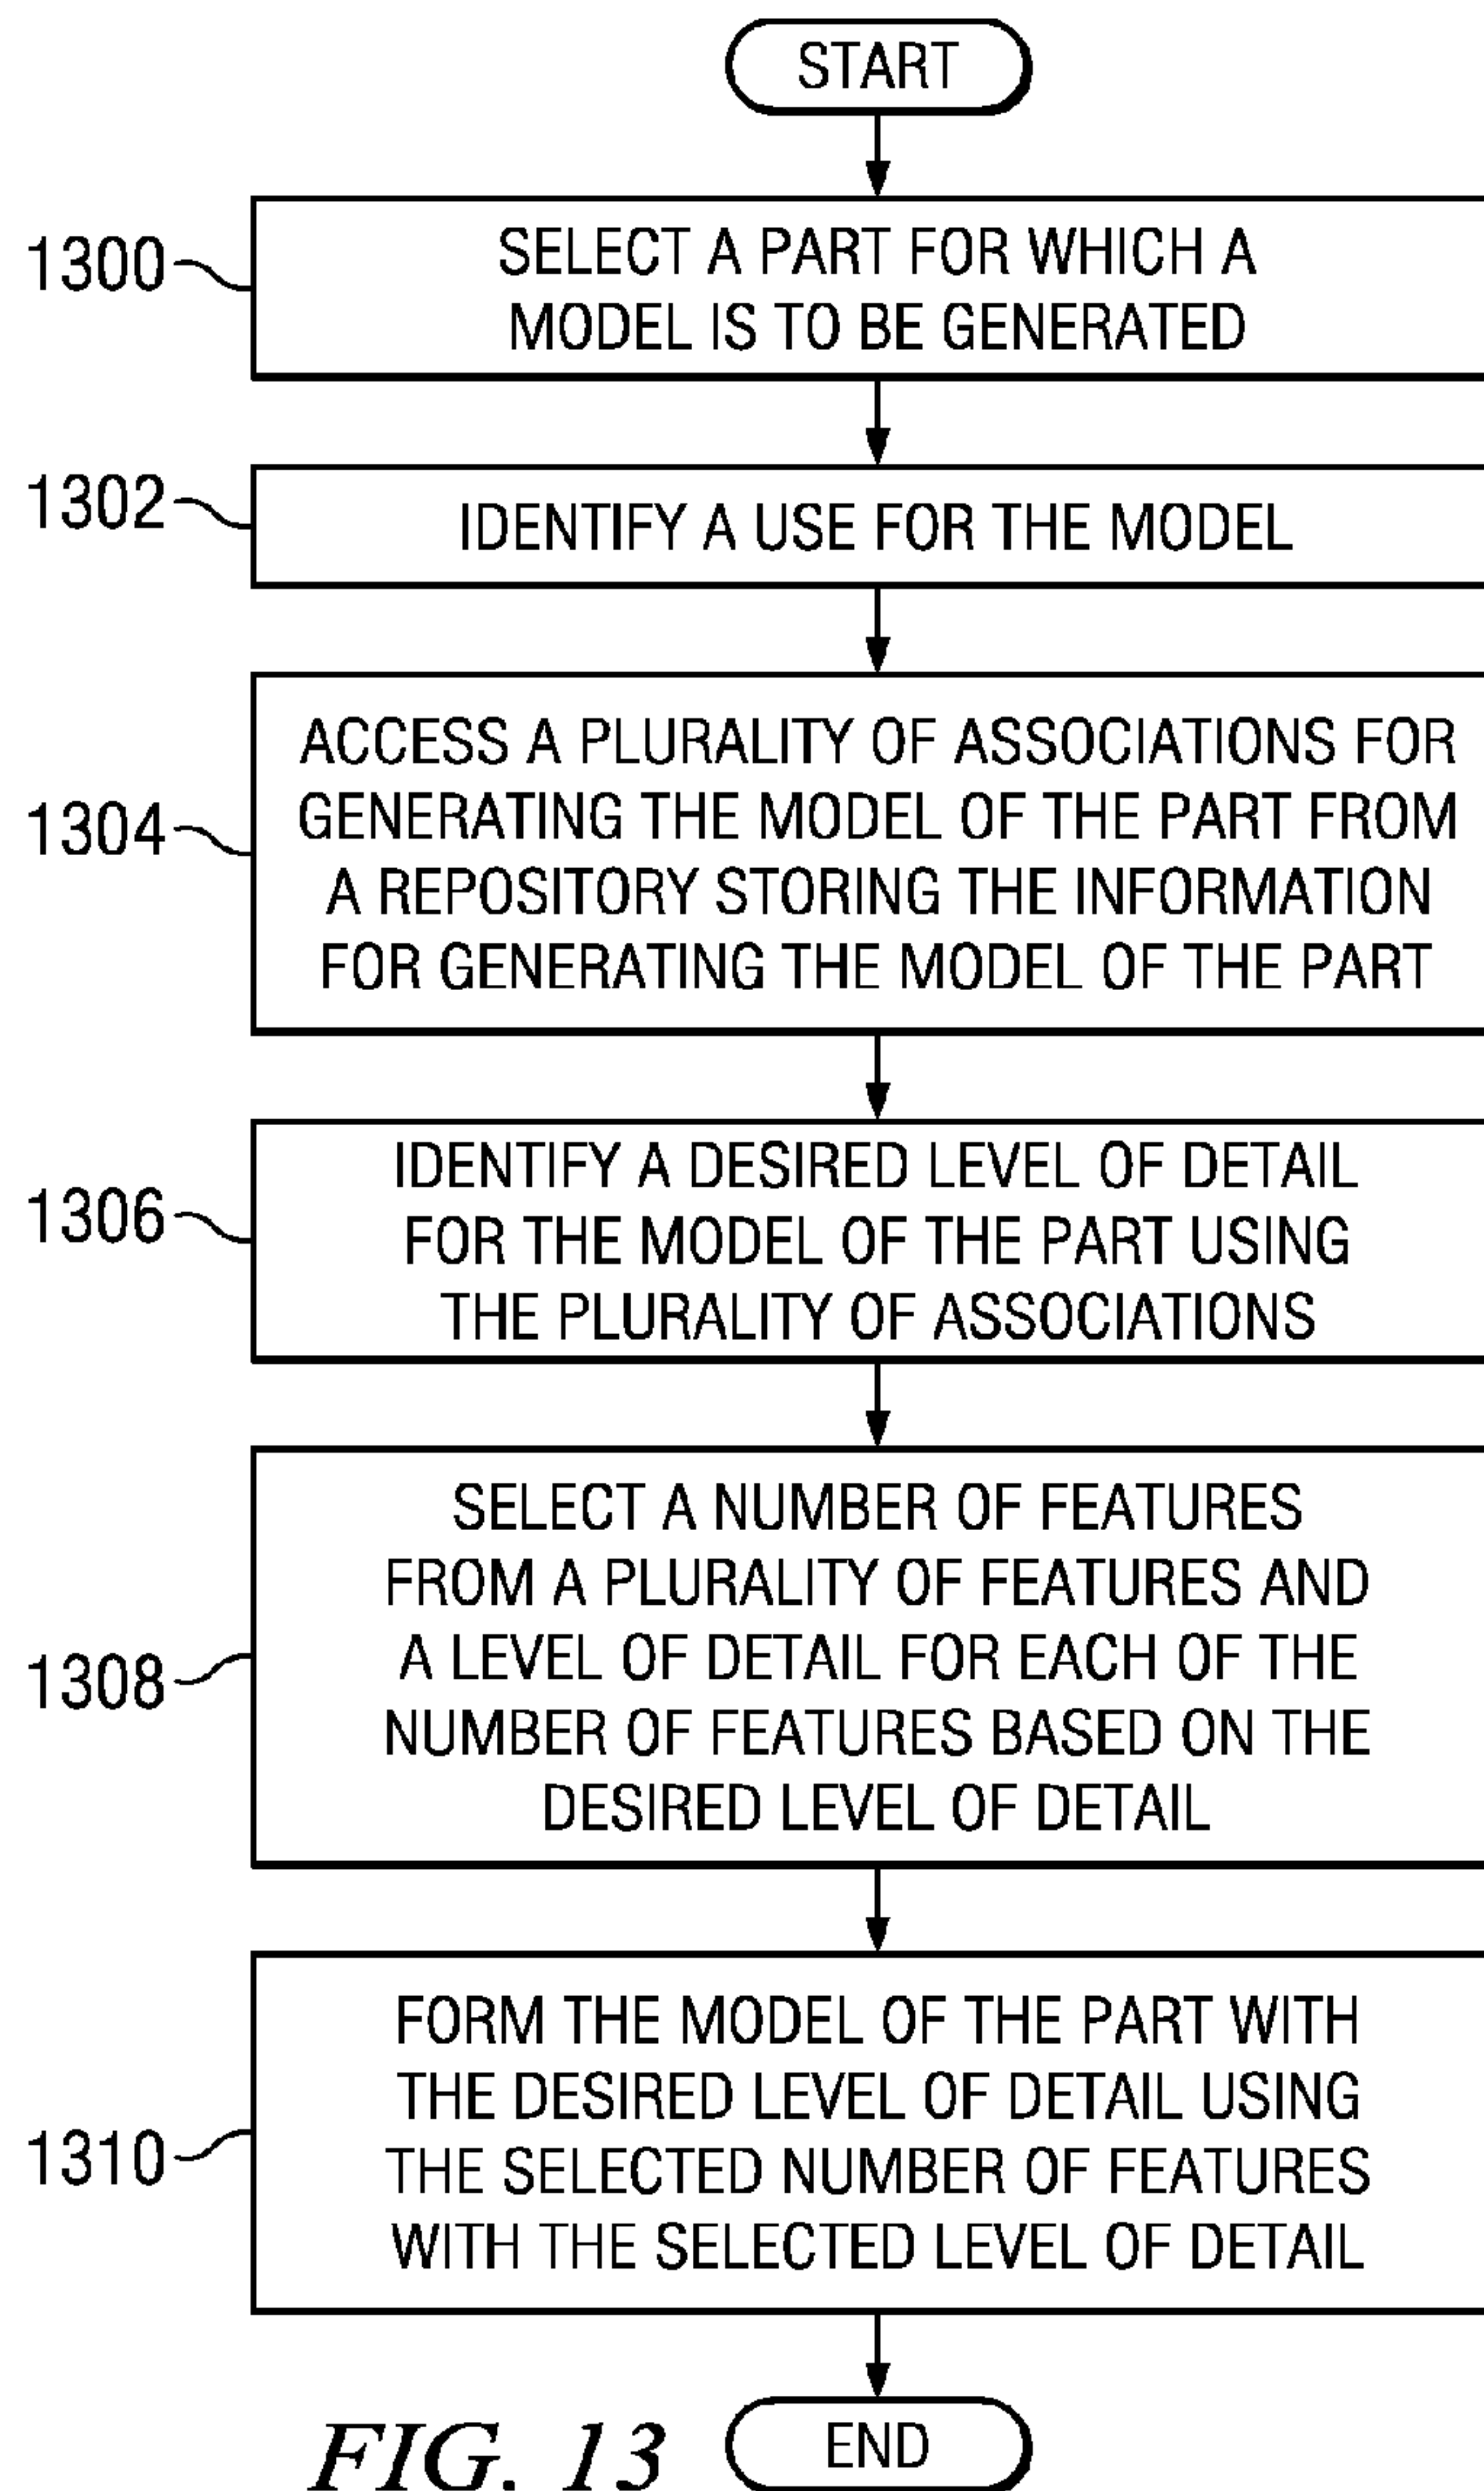 START
1300
SELECT A PART FOR WHICH A
MODEL IS TO BE GENERATED
1302
IDENTIFY A USE FOR THE MODEL
1304
ACCESS A PLURALITY OF ASSOCIATIONS FOR
GENERATING THE MODEL OF THE PART FROM
A REPOSITORY STORING THE INFORMATION
FOR GENERATING THE MODEL OF THE PART
1306
IDENTIFY A DESIRED LEVEL OF DETAIL
FOR THE MODEL OF THE PART USING
THE PLURALITY OF ASSOCIATIONS
1308
SELECT A NUMBER OF FEATURES
FROM A PLURALITY OF FEATURES AND
A LEVEL OF DETAIL FOR EACH OF THE
NUMBER OF FEATURES BASED ON THE
DESIRED LEVEL OF DETAIL
1310
FORM THE MODEL OF THE PART WITH
THE DESIRED LEVEL OF DETAIL USING
THE SELECTED NUMBER OF FEATURES
WITH THE SELECTED LEVEL OF DETAIL
FIG. 13
END